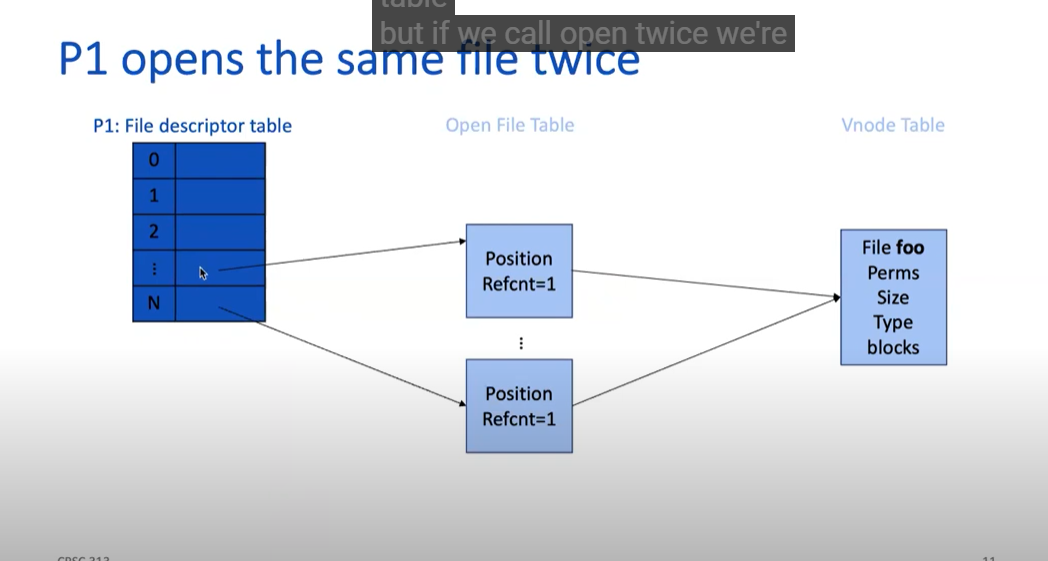 table
but if we call open twice we're
P1 opens the same file twice
P1: File descriptor table
Open File Table
Vnode Table
0
1
2
⋮
N
Position
Refcnt=1
⋮
Position
Refcnt=1
File foo
Perms
Size
Type
blocks
CPSC 313
11